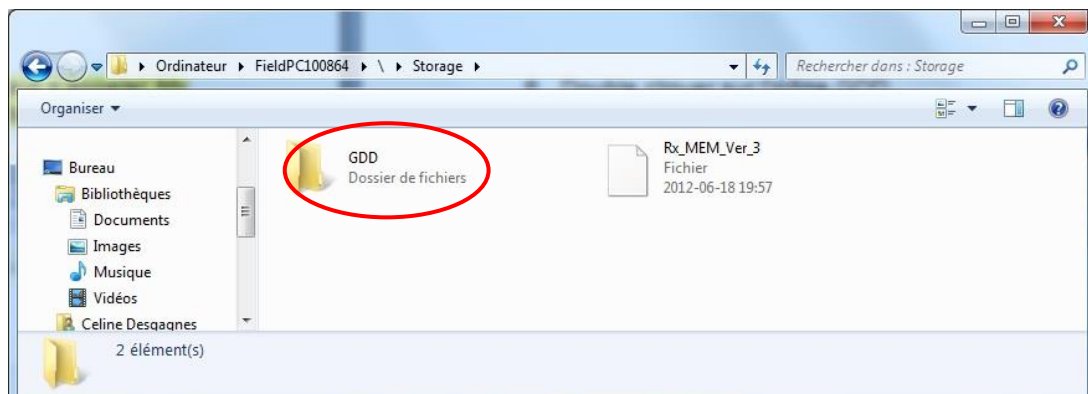 Ordinateur ▸ FieldPC100864 ▸ \ ▸ Storage ▸
Rechercher dans : Storage
Organiser ▾
Bureau
Bibliothèques
Documents
Images
Musique
Vidéos
Celine Desgagnes
GDD
Dossier de fichiers
Rx_MEM_Ver_3
Fichier
2012-06-18 19:57
2 élément(s)